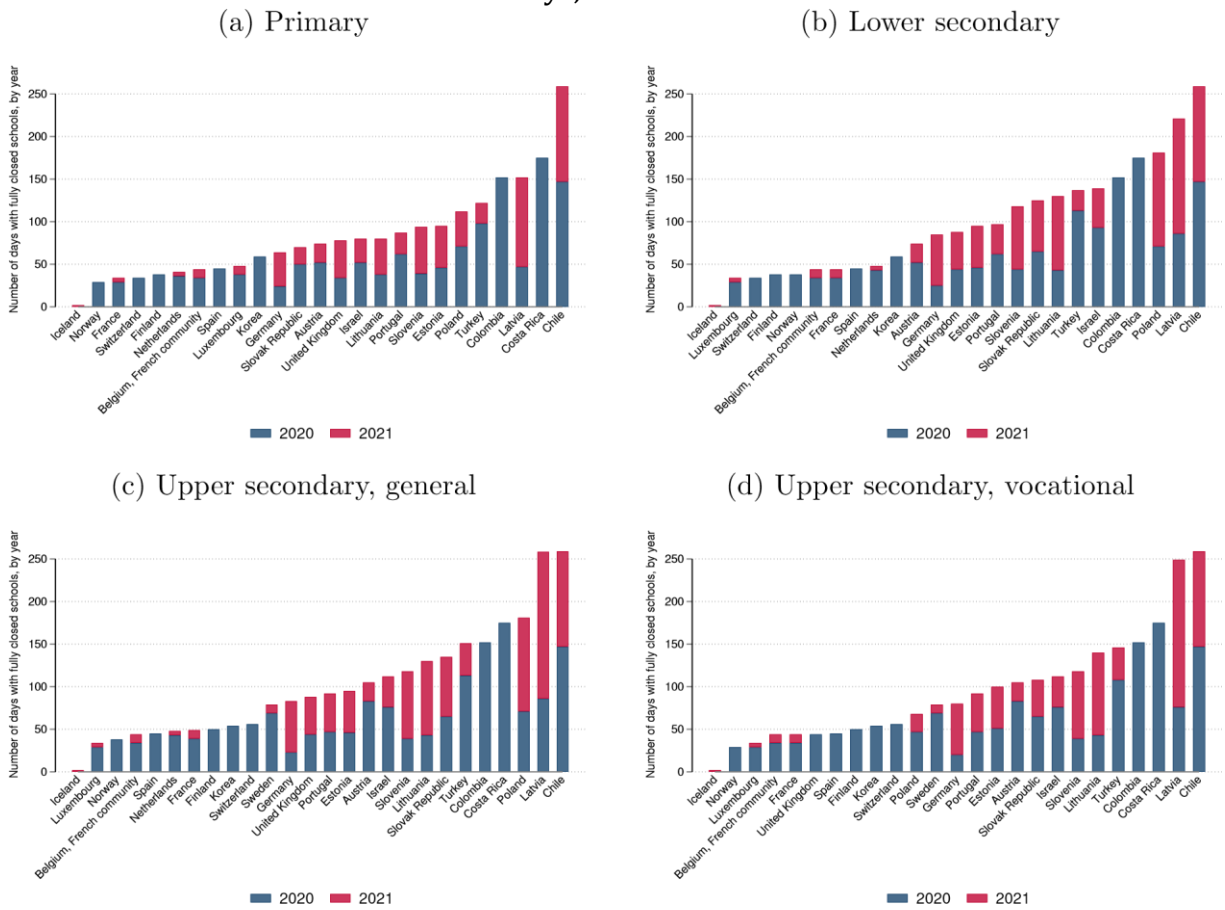 (a) Primary
Number of days with fully closed schools, by year
250
200
150
100
50
0
Iceland
Norway
France
Switzerland
Finland
Netherlands
Belgium, French community
Spain
Luxembourg
Korea
Germany
Slovak Republic
Austria
United Kingdom
Israel
Lithuania
Portugal
Slovenia
Estonia
Poland
Turkey
Colombia
Latvia
Costa Rica
Chile
2020 2021
(b) Lower secondary
Number of days with fully closed schools, by year
250
200
150
100
50
0
Iceland
Luxembourg
Switzerland
Finland
Norway
Belgium, French community
France
Spain
Netherlands
Korea
Austria
Germany
United Kingdom
Estonia
Portugal
Slovenia
Slovak Republic
Lithuania
Turkey
Israel
Colombia
Costa Rica
Poland
Latvia
Chile
2020 2021
(c) Upper secondary, general
Number of days with fully closed schools, by year
250
200
150
100
50
0
Iceland
Luxembourg
Norway
Belgium, French community
Spain
Netherlands
France
Finland
Korea
Switzerland
Sweden
Germany
United Kingdom
Portugal
Estonia
Austria
Israel
Slovenia
Lithuania
Slovak Republic
Turkey
Colombia
Costa Rica
Poland
Latvia
Chile
2020 2021
(d) Upper secondary, vocational
Number of days with fully closed schools, by year
250
200
150
100
50
0
Iceland
Norway
Luxembourg
Belgium, French community
France
United Kingdom
Spain
Finland
Korea
Switzerland
Poland
Sweden
Germany
Portugal
Estonia
Austria
Slovak Republic
Israel
Slovenia
Lithuania
Turkey
Colombia
Costa Rica
Latvia
Chile
2020 2021